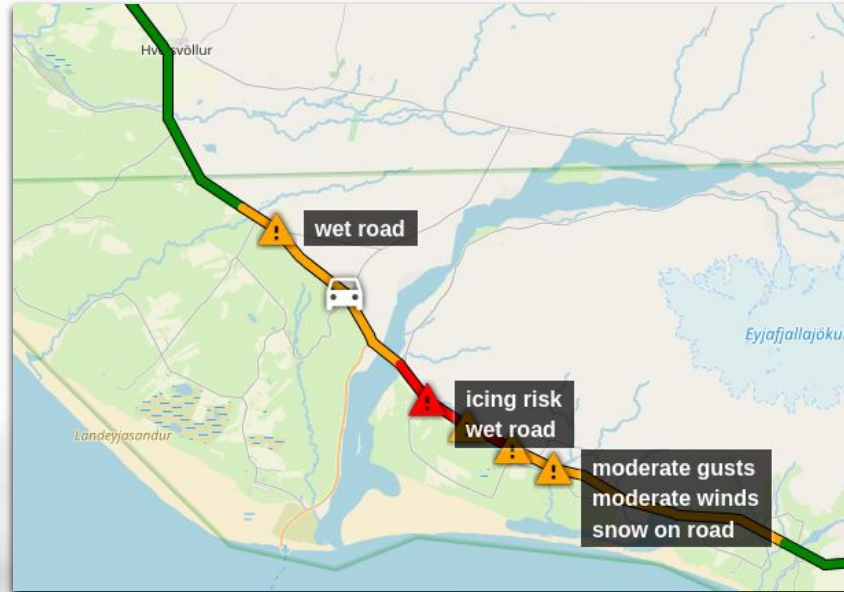 Hvolsvöllur
wet road
Eyjafjallajöku
icing risk
wet road
Landeyjasandur
moderate gusts
moderate winds
snow on road